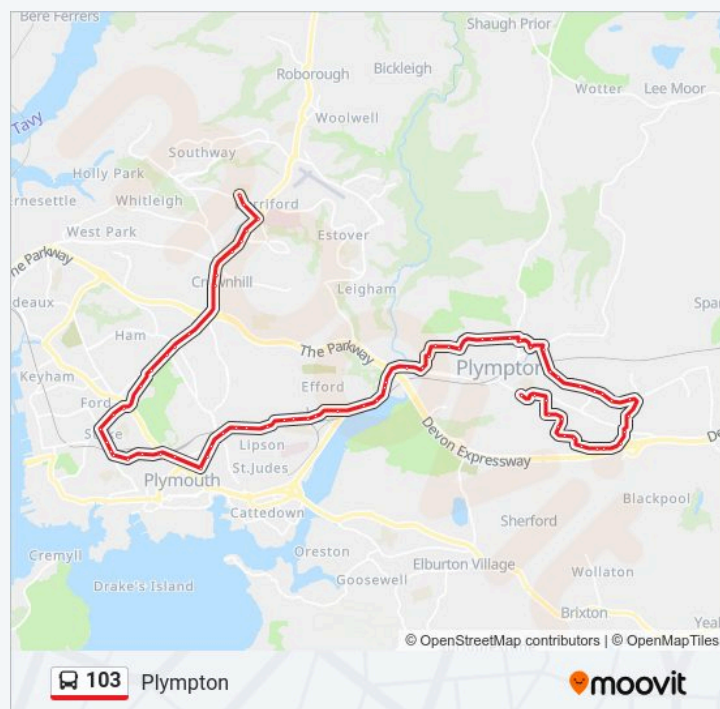 Bere Ferrers
Shaugh Prior
Bickleigh
Roborough
Wotter
Lee Moor
Tavy
Woolwell
Southway
Holly Park
Whitleigh
Ernesettle
Derriford
West Park
Estover
ne Parkway
Crownhill
Leigham
Spar
deaux
Ham
The Parkway
Keyham
Efford
Plympton
Ford
Stoke
Lipson
St.Judes
Plymouth
Devon Expressway
De
Cattedown
Blackpool
Sherford
Oreston
Cremyll
Elburton Village
Goosewell
Wollaton
Drake's Island
Brixton
Yeal
© OpenStreetMap contributors | © OpenMapTiles
103 Plympton
moovit